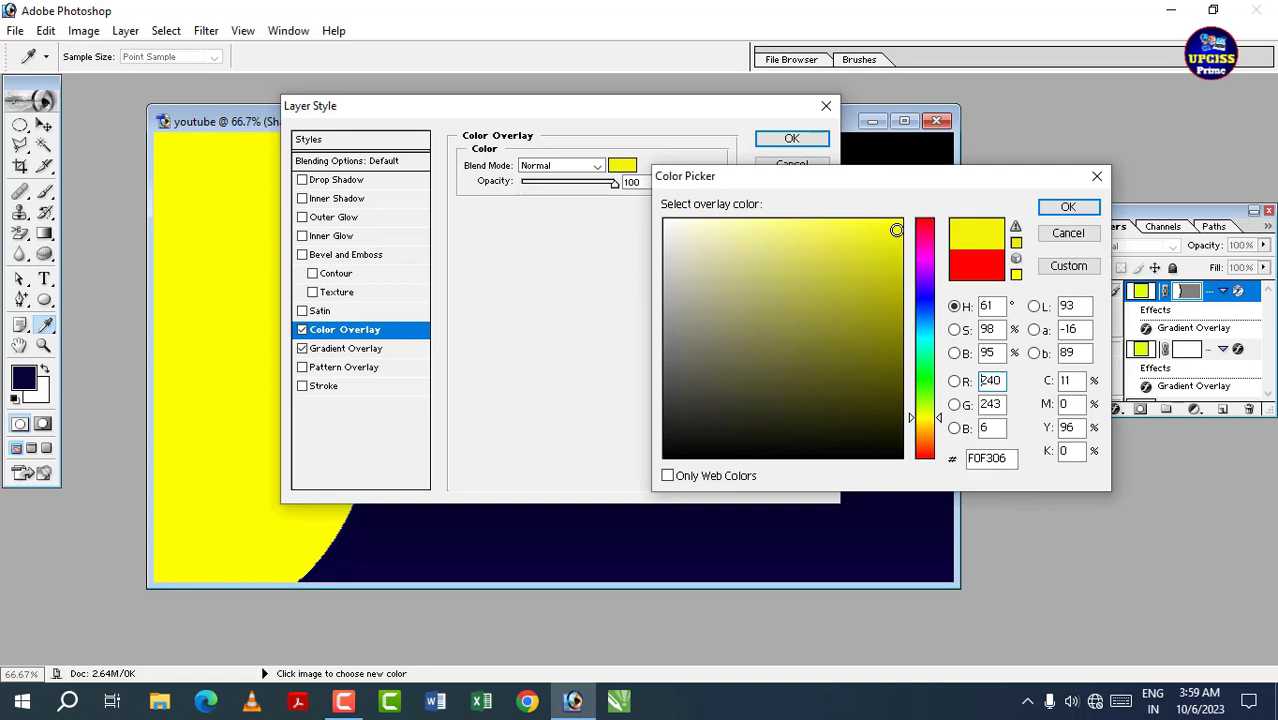 Adobe Photoshop
File Edit Image Layer Select Filter View Window Help
Sample Size: Point Sample
File Browser Brushes
UPCISS
Prime
youtube @ 66.7% (Sha
Layer Style
Styles
Blending Options: Default
Drop Shadow
Inner Shadow
Outer Glow
Inner Glow
Bevel and Emboss
Contour
Texture
Satin
Color Overlay
Gradient Overlay
Pattern Overlay
Stroke
Color Overlay
Color
Blend Mode: Normal
Opacity: 100
OK
Cancel
Color Picker
Select overlay color:
OK
Cancel
Custom
H: 61 °
S: 98 %
B: 95 %
R: 240
G: 243
B: 6
# F0F306
L: 93
a: -16
b: 89
C: 11 %
M: 0 %
Y: 96 %
K: 0 %
Only Web Colors
ers Channels Paths
al Opacity: 100%
Fill: 100%
Effects
Gradient Overlay
Effects
Gradient Overlay
66.67% Doc: 2.64M/0K Click image to choose new color
ENG
IN
3:59 AM
10/6/2023